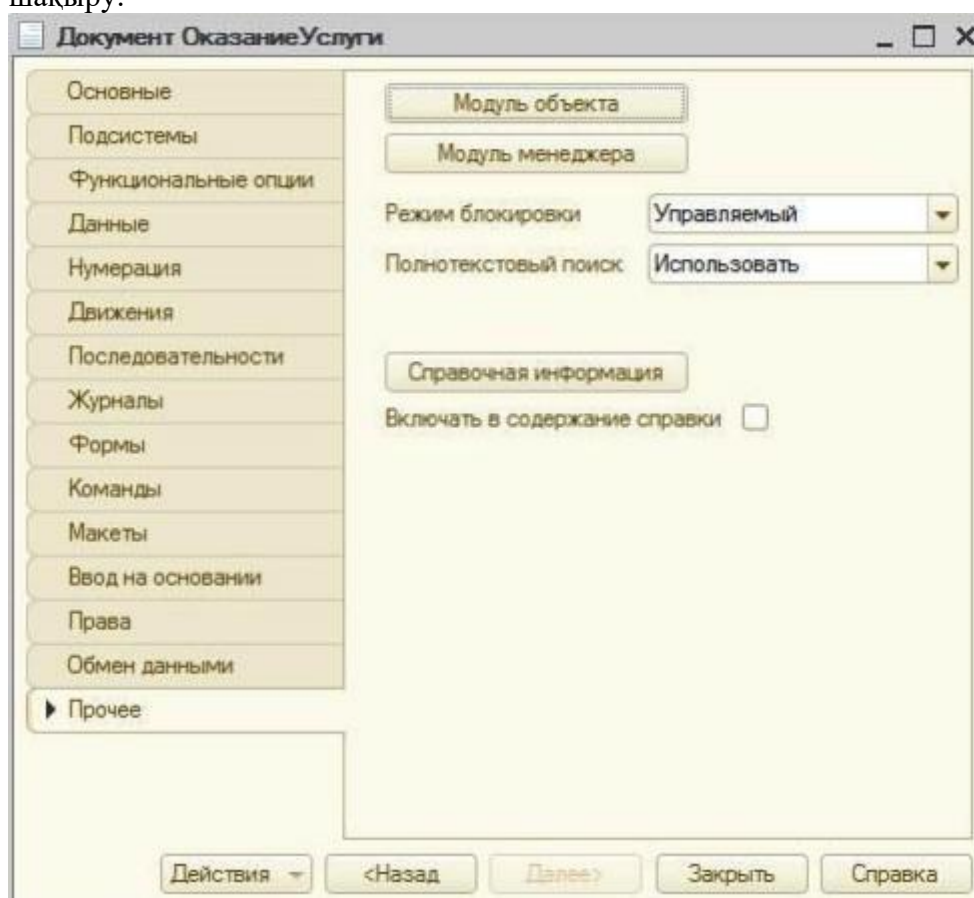 шақыру.
Документ ОказаниеУслуги
Основные
Подсистемы
Функциональные опции
Данные
Нумерация
Движения
Последовательности
Журналы
Формы
Команды
Макеты
Ввод на основании
Права
Обмен данными
Прочее
Модуль объекта
Модуль менеджера
Режим блокировки Управляемый
Полнотекстовый поиск Использовать
Справочная информация
Включать в содержание справки
Действия <Назад Далее> Закрыть Справка